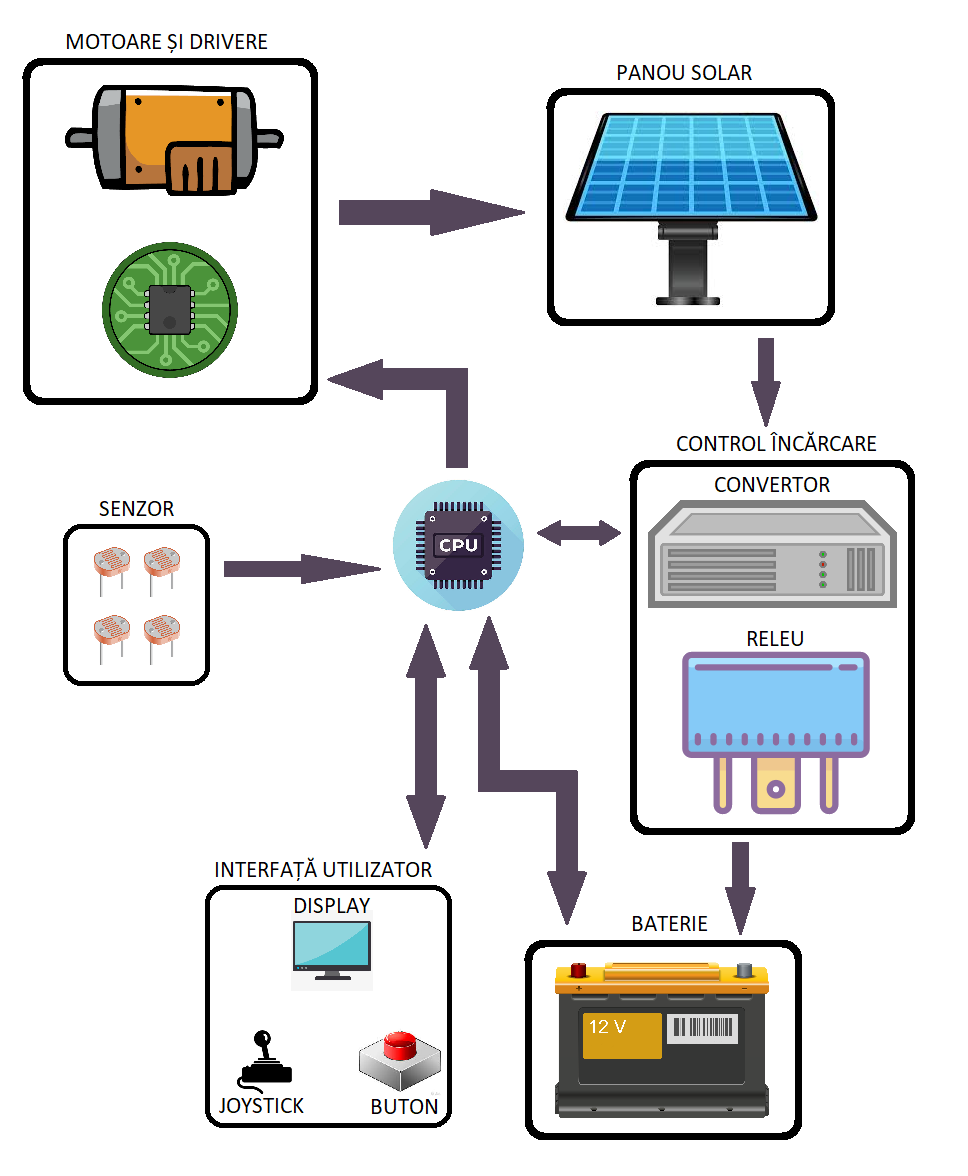 MOTOARE ȘI DRIVERE
PANOU SOLAR
CONTROL ÎNCĂRCARE
CONVERTOR
SENZOR
CPU
RELEU
INTERFAȚĂ UTILIZATOR
DISPLAY
BATERIE
12 V
JOYSTICK
BUTON